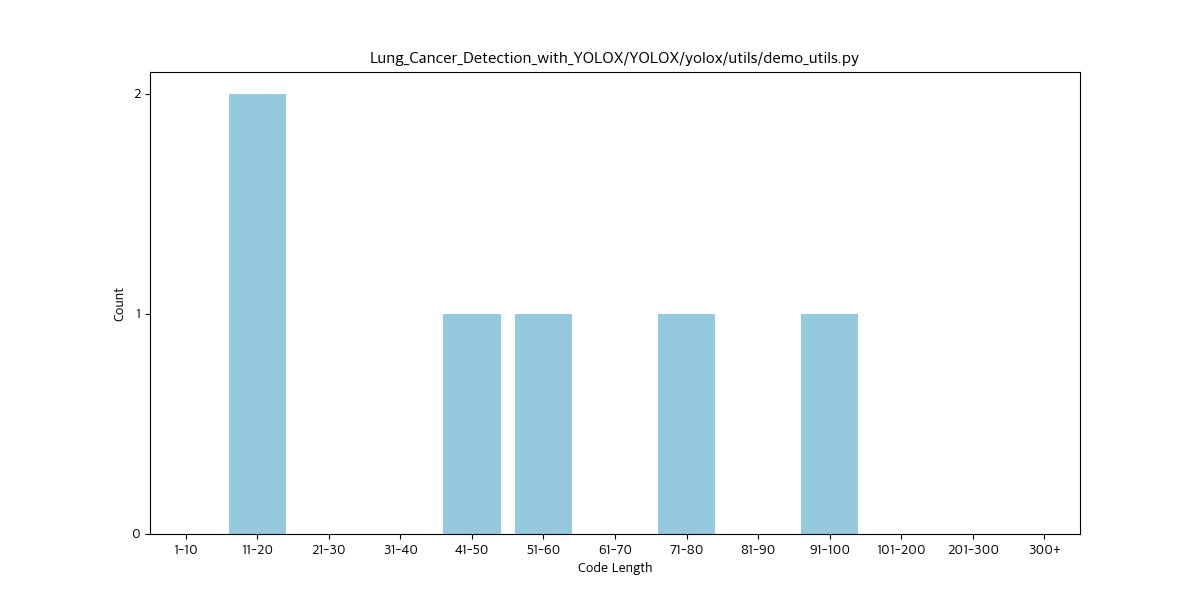 Lung_Cancer_Detection_with_YOLOX/YOLOX/yolox/utils/demo_utils.py
2
1
0
Count
1-10 11-20 21-30 31-40 41-50 51-60 61-70 71-80 81-90 91-100 101-200 201-300 300+
Code Length